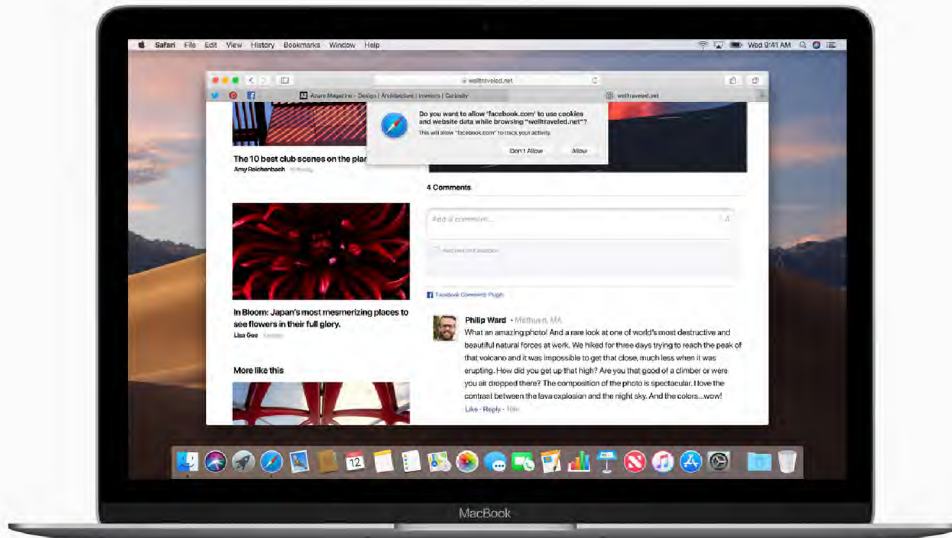 Safari File Edit View History Bookmarks Window Help
Wed 9:41 AM
welltraveled.net
Azure Magazine - Design | Architecture | Interiors | Curiosity
welltraveled.net
Do you want to allow "facebook.com" to use cookies
and website data while browsing "welltraveled.net"?
This will allow "facebook.com" to track your activity.
Don't Allow Allow
The 10 best club scenes on the plan
Amy Reichenbach
In Bloom: Japan's most mesmerizing places to
see flowers in their full glory.
Lisa Gee
More like this
4 Comments
Add a comment...
Facebook Comments Plugin
Philip Ward • Methuen, MA
What an amazing photo! And a rare look at one of world's most destructive and
beautiful natural forces at work. We hiked for three days trying to reach the peak of
that volcano and it was impossible to get that close, much less when it was
erupting. How did you get up that high? Are you that good of a climber or were
you air dropped there? The composition of the photo is spectacular. I love the
contrast between the lava explosion and the night sky. And the colors...wow!
Like · Reply ·
12
MacBook